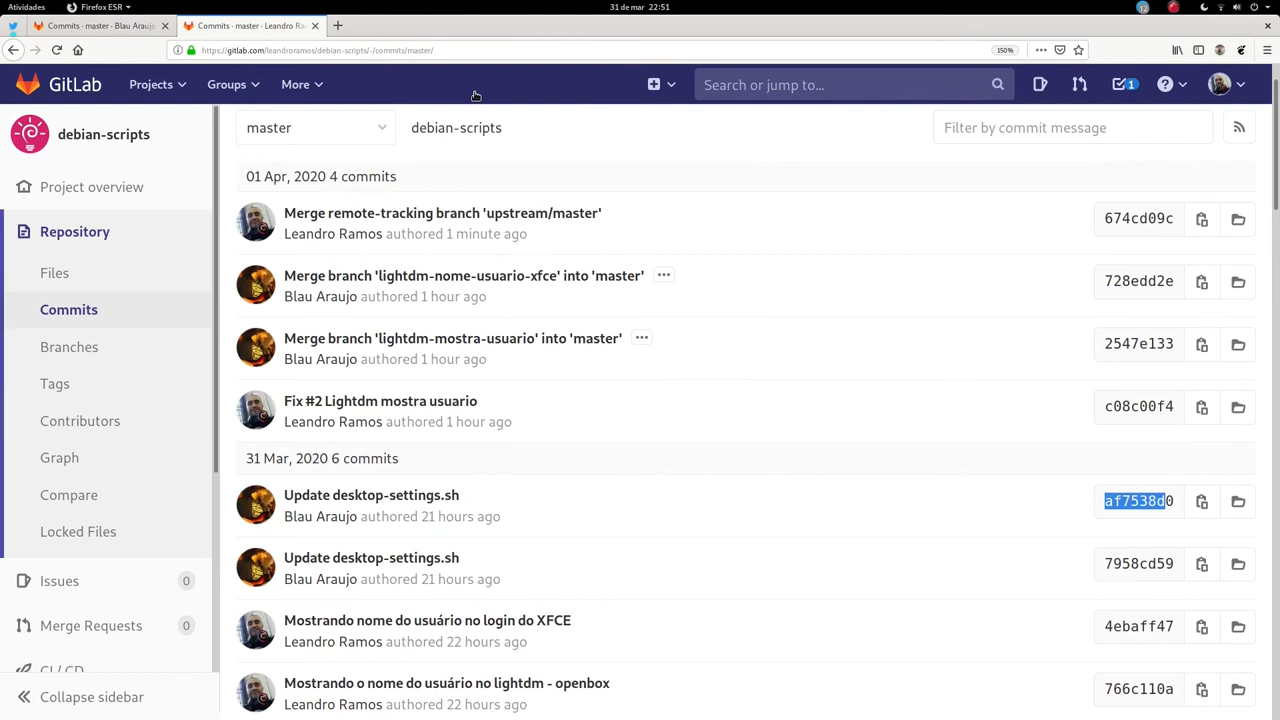 Atividades
Firefox ESR
31 de mar 22:51
Commits · master · Blau Araujo
Commits · master · Leandro Ra
https://gitlab.com/leandroramos/debian-scripts/-/commits/master/
150%
GitLab
Projects
Groups
More
Search or jump to...
1
debian-scripts
master
debian-scripts
Filter by commit message
Project overview
Repository
Files
Commits
Branches
Tags
Contributors
Graph
Compare
Locked Files
Issues 0
Merge Requests 0
CI / CD
Collapse sidebar
01 Apr, 2020 4 commits
Merge remote-tracking branch 'upstream/master'
Leandro Ramos authored 1 minute ago
674cd09c
Merge branch 'lightdm-nome-usuario-xfce' into 'master'
Blau Araujo authored 1 hour ago
728edd2e
Merge branch 'lightdm-mostra-usuario' into 'master'
Blau Araujo authored 1 hour ago
2547e133
Fix #2 Lightdm mostra usuario
Leandro Ramos authored 1 hour ago
c08c00f4
31 Mar, 2020 6 commits
Update desktop-settings.sh
Blau Araujo authored 21 hours ago
af7538d0
Update desktop-settings.sh
Blau Araujo authored 21 hours ago
7958cd59
Mostrando nome do usuário no login do XFCE
Leandro Ramos authored 22 hours ago
4ebaff47
Mostrando o nome do usuário no lightdm - openbox
Leandro Ramos authored 22 hours ago
766c110a